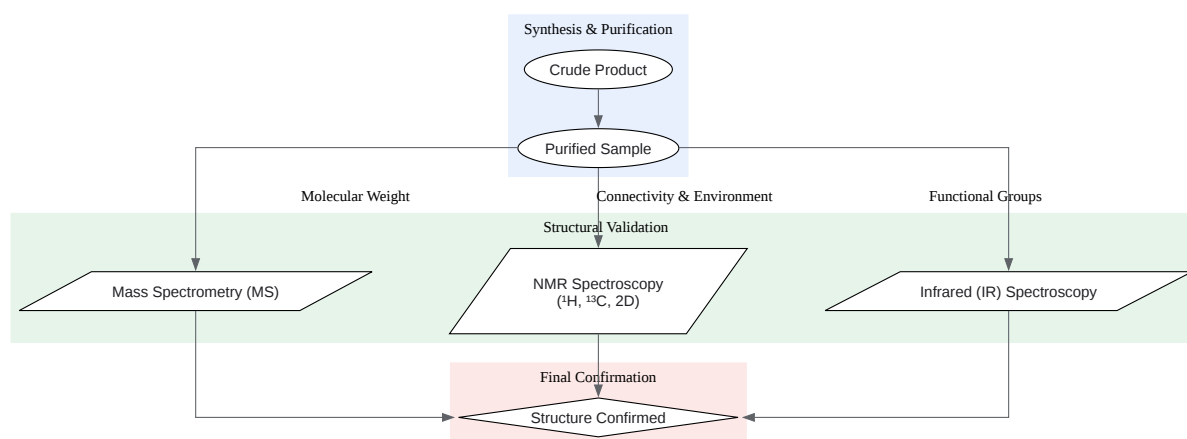 Synthesis & Purification
Crude Product
Purified Sample
Molecular Weight
Connectivity & Environment
Functional Groups
Structural Validation
Mass Spectrometry (MS)
NMR Spectroscopy
(¹H, ¹³C, 2D)
Infrared (IR) Spectroscopy
Final Confirmation
Structure Confirmed